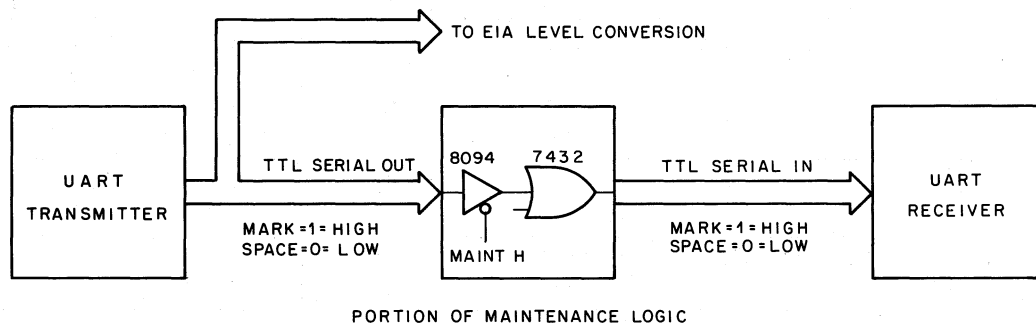 TO EIA LEVEL CONVERSION
UART
TRANSMITTER
TTL SERIAL OUT
MARK=1=HIGH
SPACE=0=LOW
8094
7432
MAINT H
TTL SERIAL IN
MARK=1=HIGH
SPACE=0=LOW
UART
RECEIVER
PORTION OF MAINTENANCE LOGIC